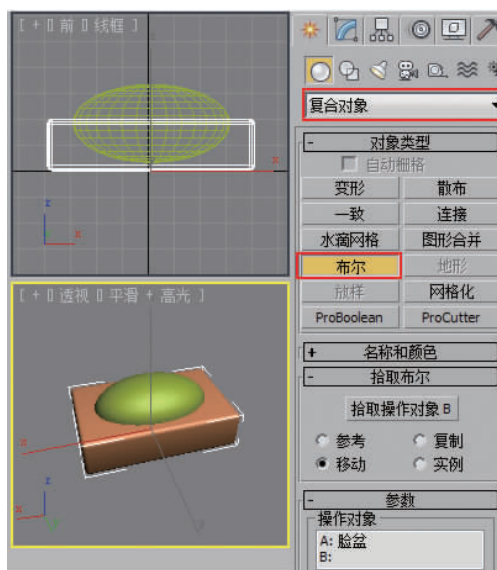 [ + 0 前 0 线框 ]
z
x
x
[ + 0 透视 0 平滑 + 高光 ]
x
z
x
y
y
复合对象
- 对象类型
自动栅格
变形 散布
一致 连接
水滴网格 图形合并
布尔 地形
放样 网格化
ProBoolean ProCutter
+ 名称和颜色
- 拾取布尔
拾取操作对象 B
参考 复制
移动 实例
- 参数
操作对象
A: 脸盆
B: